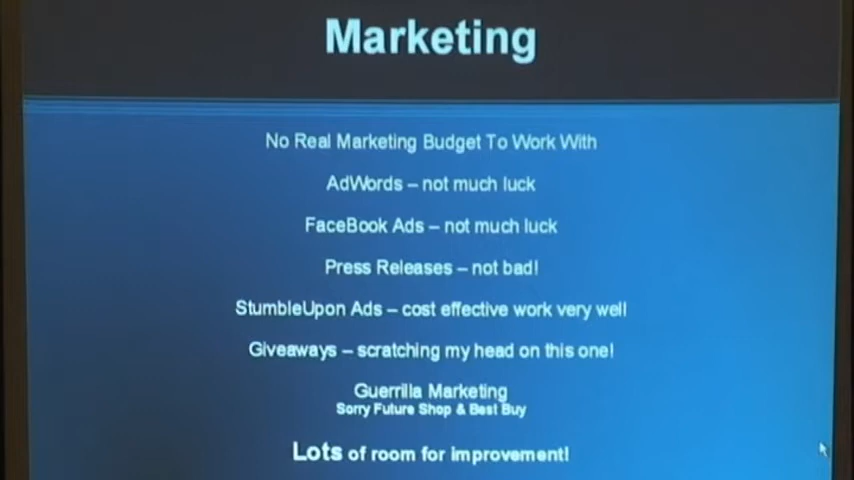 Marketing
No Real Marketing Budget To Work With
AdWords – not much luck
FaceBook Ads – not much luck
Press Releases – not bad!
StumbleUpon Ads – cost effective work very well
Giveaways – scratching my head on this one!
Guerrilla Marketing
Sorry Future Shop & Best Buy
Lots of room for improvement!